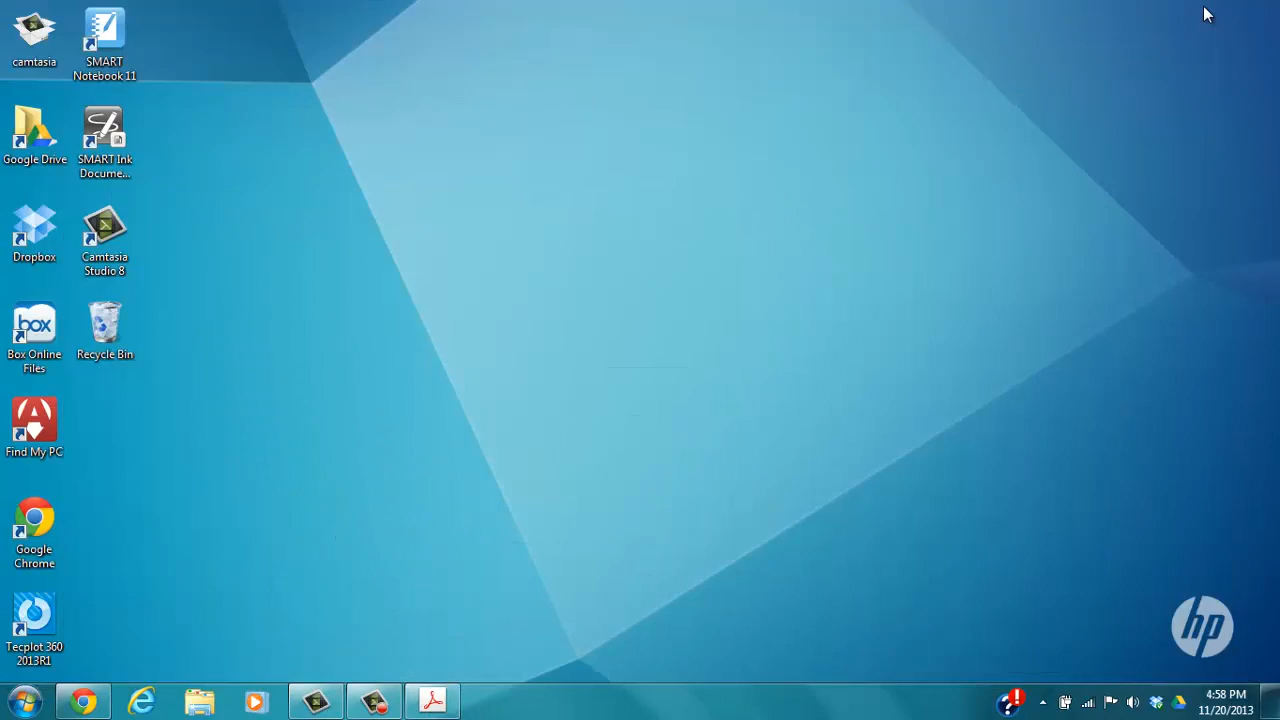 camtasia
SMART
Notebook 11
Google Drive
SMART Ink
Docume...
Dropbox
Camtasia
Studio 8
box
Box Online
Files
Recycle Bin
Find My PC
Google
Chrome
Tecplot 360
2013R1
hp
4:58 PM
11/20/2013